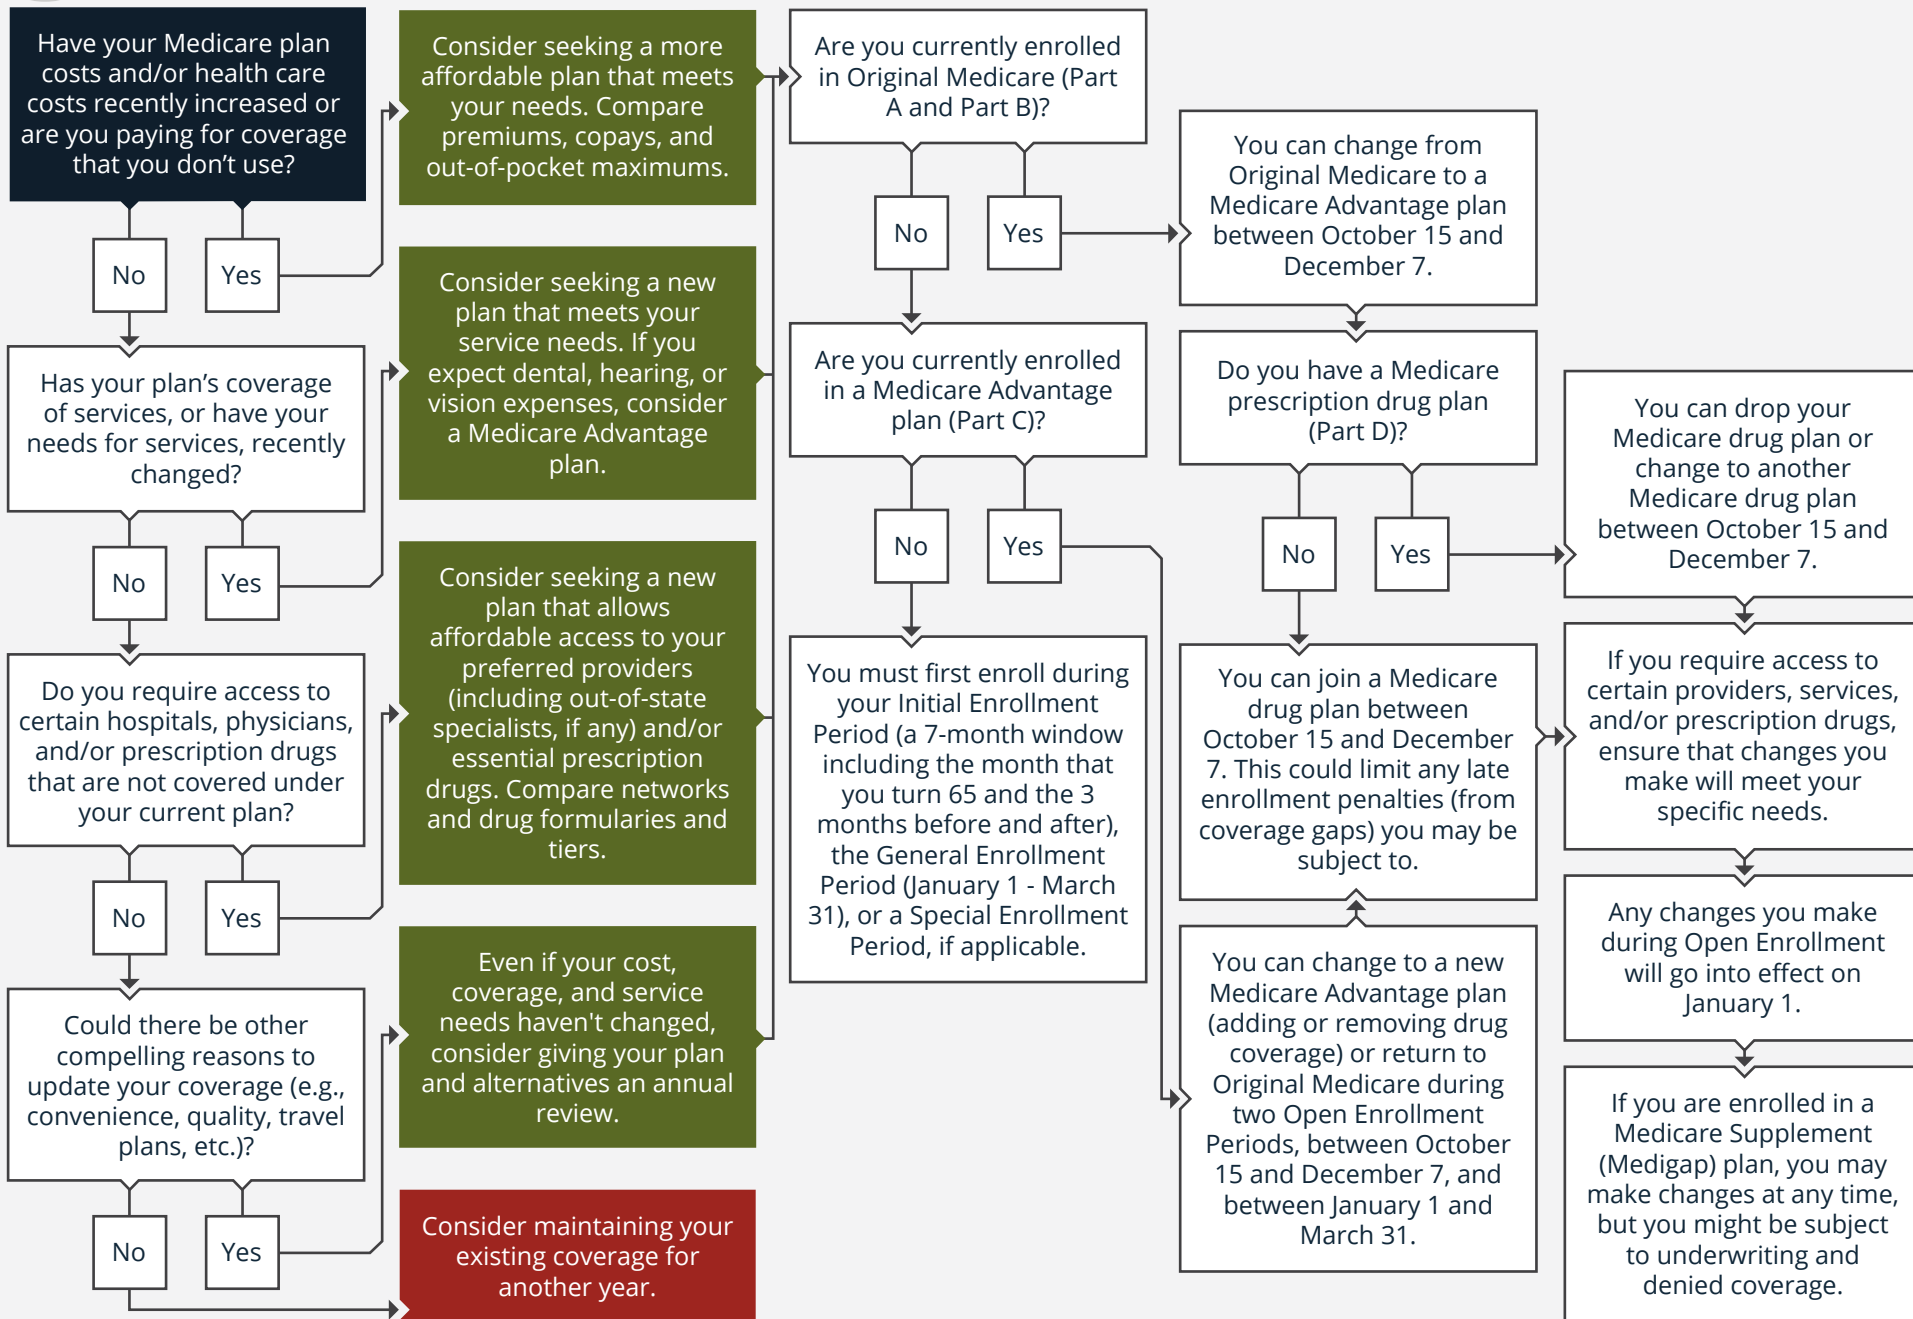 Have your Medicare plan
costs and/or health care
costs recently increased or
are you paying for coverage
that you don’t use?
No
Yes
Consider seeking a more
affordable plan that meets
your needs. Compare
premiums, copays, and
out-of-pocket maximums.
Has your plan’s coverage
of services, or have your
needs for services, recently
changed?
No
Yes
Consider seeking a new
plan that meets your
service needs. If you
expect dental, hearing, or
vision expenses, consider
a Medicare Advantage
plan.
Do you require access to
certain hospitals, physicians,
and/or prescription drugs
that are not covered under
your current plan?
No
Yes
Consider seeking a new
plan that allows
affordable access to your
preferred providers
(including out-of-state
specialists, if any) and/or
essential prescription
drugs. Compare networks
and drug formularies and
tiers.
Could there be other
compelling reasons to
update your coverage (e.g.,
convenience, quality, travel
plans, etc.)?
No
Yes
Even if your cost,
coverage, and service
needs haven't changed,
consider giving your plan
and alternatives an annual
review.
Consider maintaining your
existing coverage for
another year.
Are you currently enrolled
in Original Medicare (Part
A and Part B)?
No
Yes
Are you currently enrolled
in a Medicare Advantage
plan (Part C)?
No
Yes
You must first enroll during
your Initial Enrollment
Period (a 7-month window
including the month that
you turn 65 and the 3
months before and after),
the General Enrollment
Period (January 1 - March
31), or a Special Enrollment
Period, if applicable.
You can change from
Original Medicare to a
Medicare Advantage plan
between October 15 and
December 7.
Do you have a Medicare
prescription drug plan
(Part D)?
No
Yes
You can join a Medicare
drug plan between
October 15 and December
7. This could limit any late
enrollment penalties (from
coverage gaps) you may be
subject to.
You can change to a new
Medicare Advantage plan
(adding or removing drug
coverage) or return to
Original Medicare during
two Open Enrollment
Periods, between October
15 and December 7, and
between January 1 and
March 31.
You can drop your
Medicare drug plan or
change to another
Medicare drug plan
between October 15 and
December 7.
If you require access to
certain providers, services,
and/or prescription drugs,
ensure that changes you
make will meet your
specific needs.
Any changes you make
during Open Enrollment
will go into effect on
January 1.
If you are enrolled in a
Medicare Supplement
(Medigap) plan, you may
make changes at any time,
but you might be subject
to underwriting and
denied coverage.